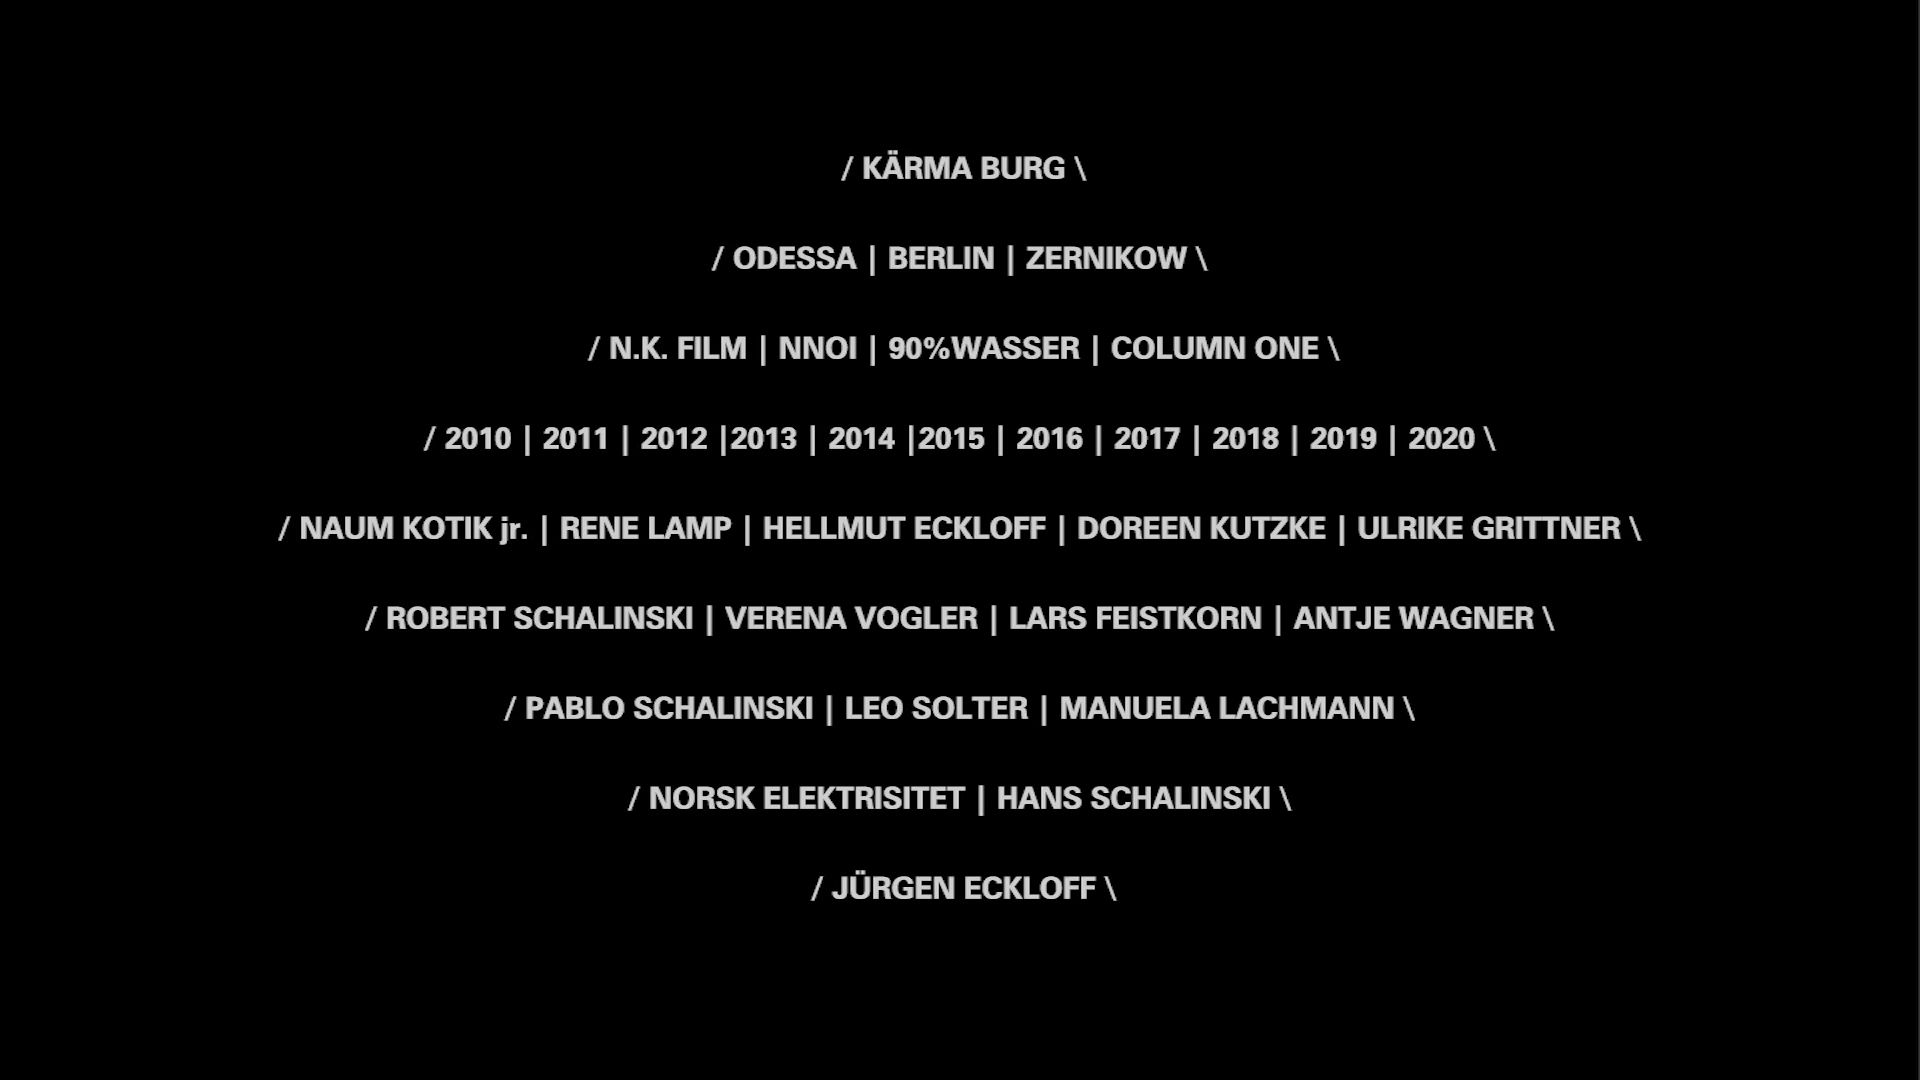 / KÄRMA BURG \
/ ODESSA | BERLIN | ZERNIKOW \
/ N.K. FILM | NNOI | 90%WASSER | COLUMN ONE \
/ 2010 | 2011 | 2012 |2013 | 2014 |2015 | 2016 | 2017 | 2018 | 2019 | 2020 \
/ NAUM KOTIK jr. | RENE LAMP | HELLMUT ECKLOFF | DOREEN KUTZKE | ULRIKE GRITTNER \
/ ROBERT SCHALINSKI | VERENA VOGLER | LARS FEISTKORN | ANTJE WAGNER \
/ PABLO SCHALINSKI | LEO SOLTER | MANUELA LACHMANN \
/ NORSK ELEKTRISITET | HANS SCHALINSKI \
/ JÜRGEN ECKLOFF \